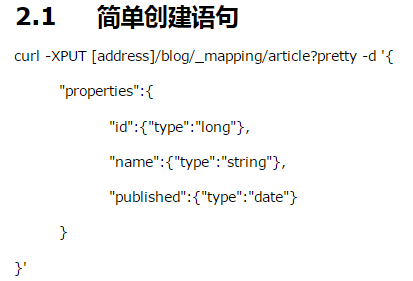 2.1 简单创建语句
curl -XPUT [address]/blog/_mapping/article?pretty -d '{
"properties":{
"id":{"type":"long"},
"name":{"type":"string"},
"published":{"type":"date"}
}
}'